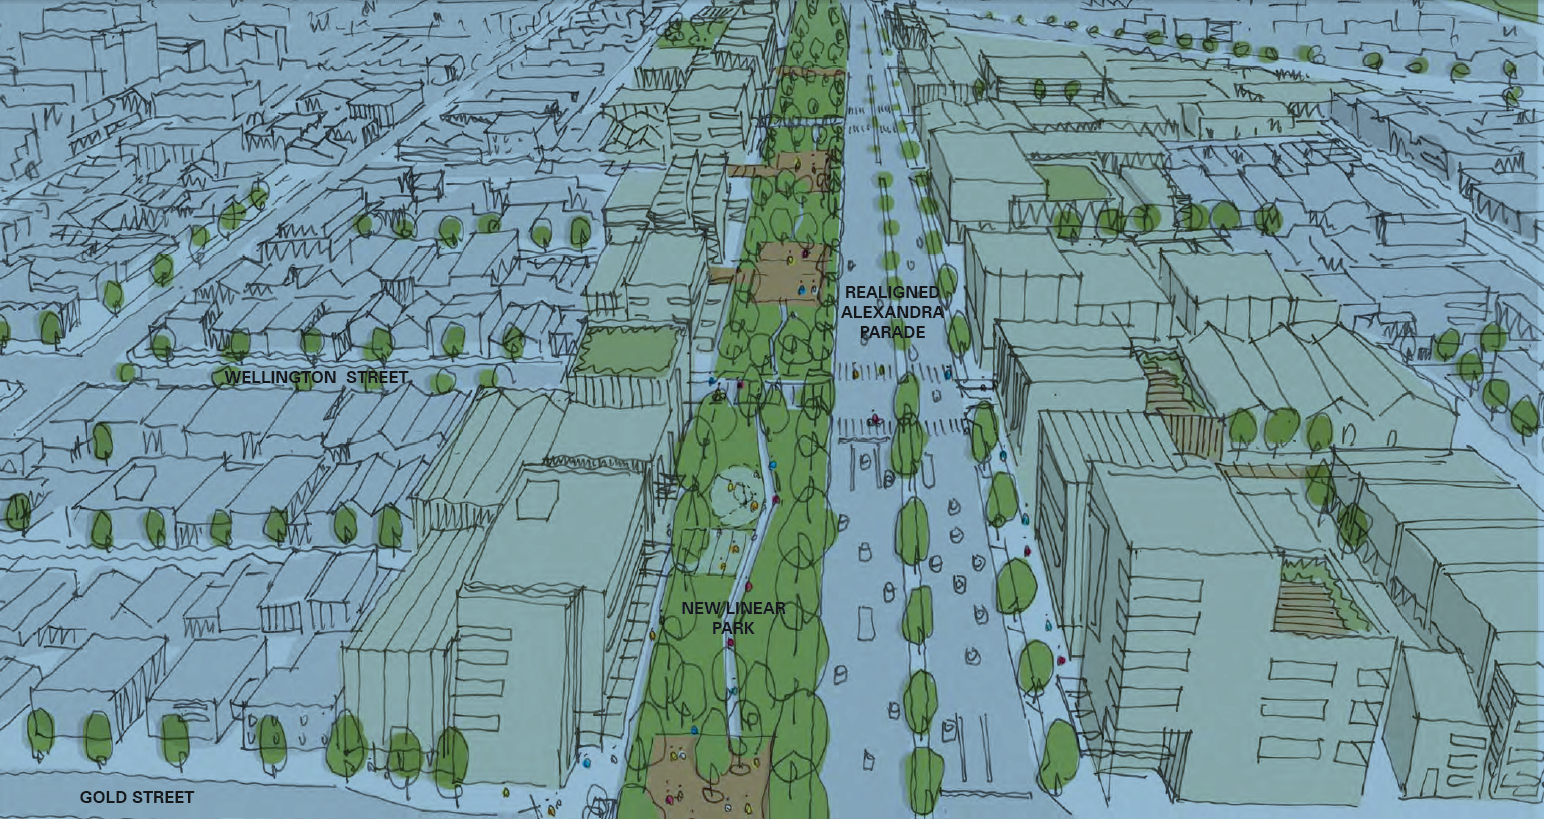 REALIGNED
ALEXANDRA
PARADE
WELLINGTON STREET
NEW LINEAR
PARK
GOLD STREET